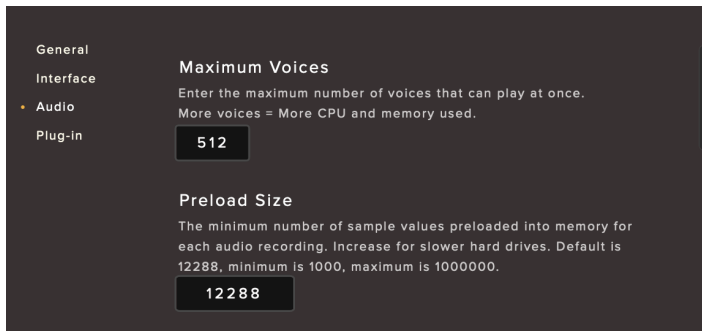 General
Interface
Audio
Plug-in
Maximum Voices
Enter the maximum number of voices that can play at once.
More voices = More CPU and memory used.
512
Preload Size
The minimum number of sample values preloaded into memory for
each audio recording. Increase for slower hard drives. Default is
12288, minimum is 1000, maximum is 1000000.
12288